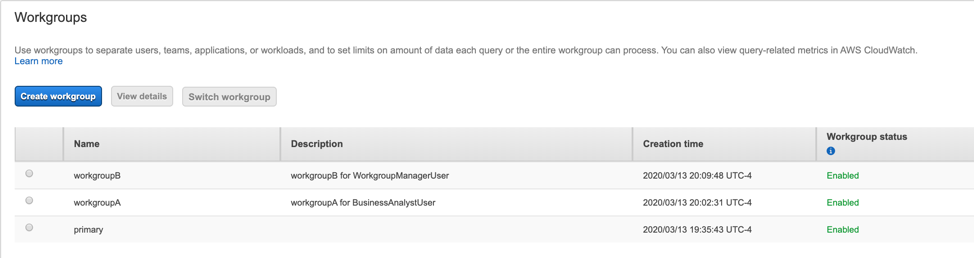 Workgroups
Use workgroups to separate users, teams, applications, or workloads, and to set limits on amount of data each query or the entire workgroup can process. You can also view query-related metrics in AWS CloudWatch.
Learn more
Create workgroup View details Switch workgroup
Name Description Creation time Workgroup status
workgroupB workgroupB for WorkgroupManagerUser 2020/03/13 20:09:48 UTC-4 Enabled
workgroupA workgroupA for BusinessAnalystUser 2020/03/13 20:02:31 UTC-4 Enabled
primary 2020/03/13 19:35:43 UTC-4 Enabled